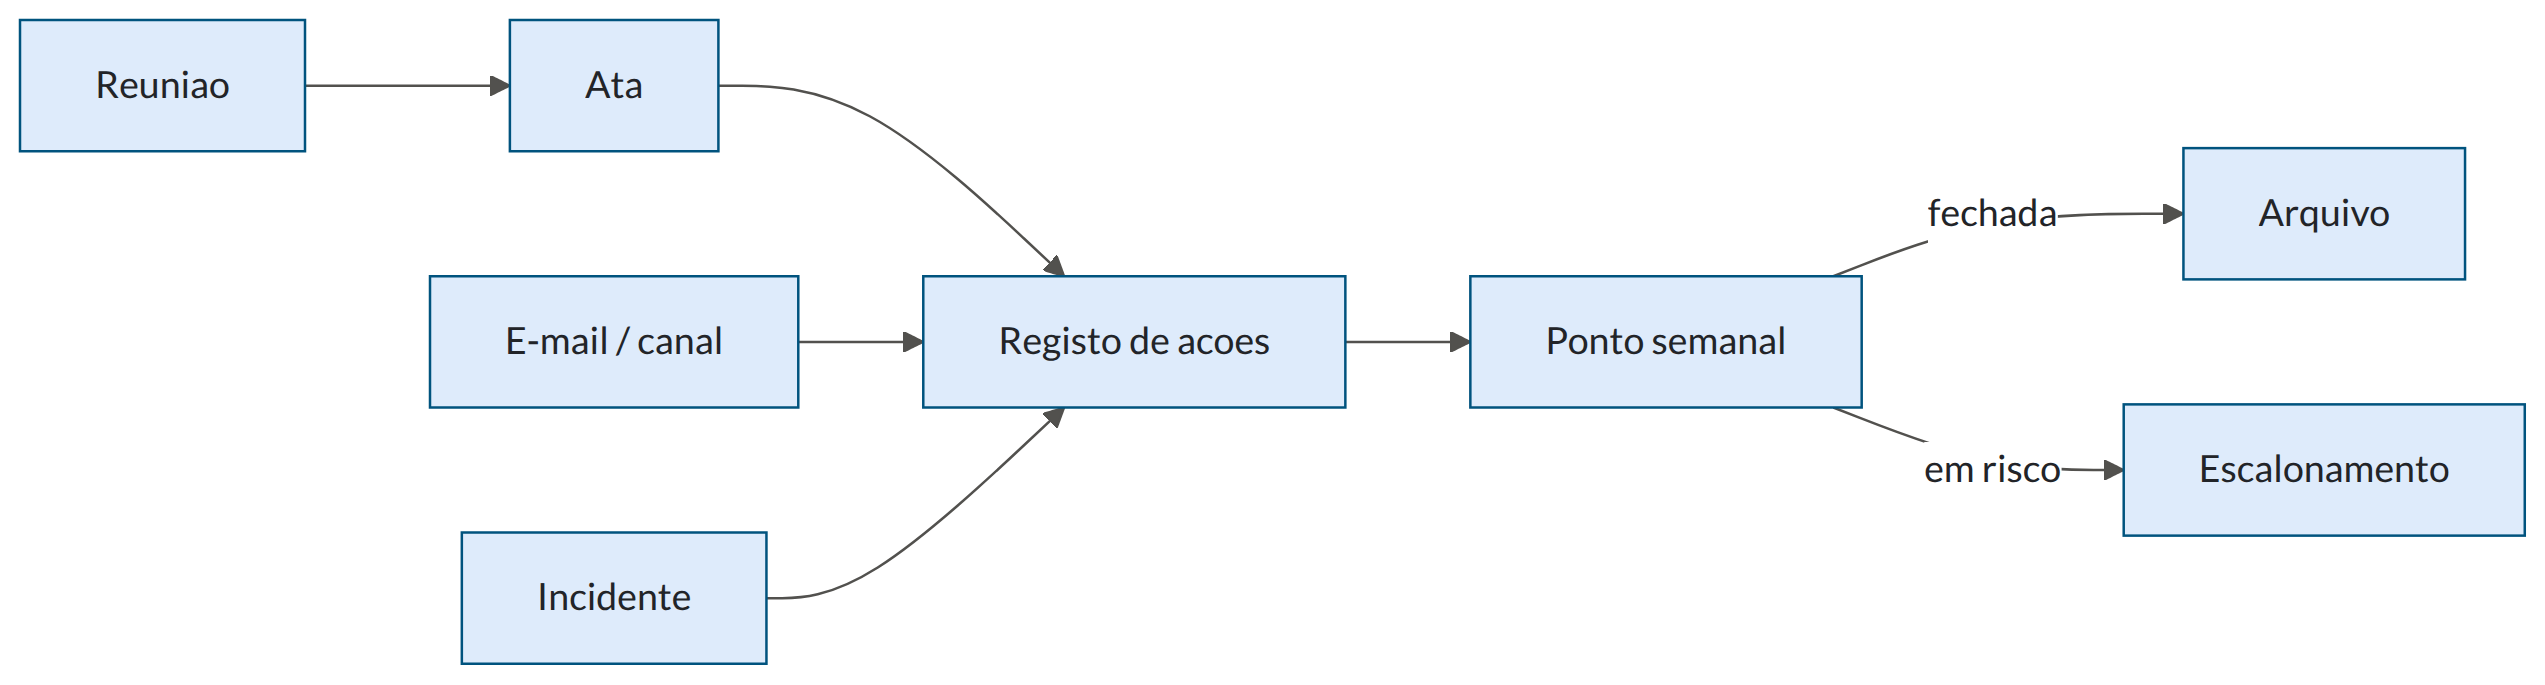 Reuniao
Ata
E-mail / canal
Registo de acoes
Ponto semanal
fechada
Arquivo
em risco
Escalonamento
Incidente